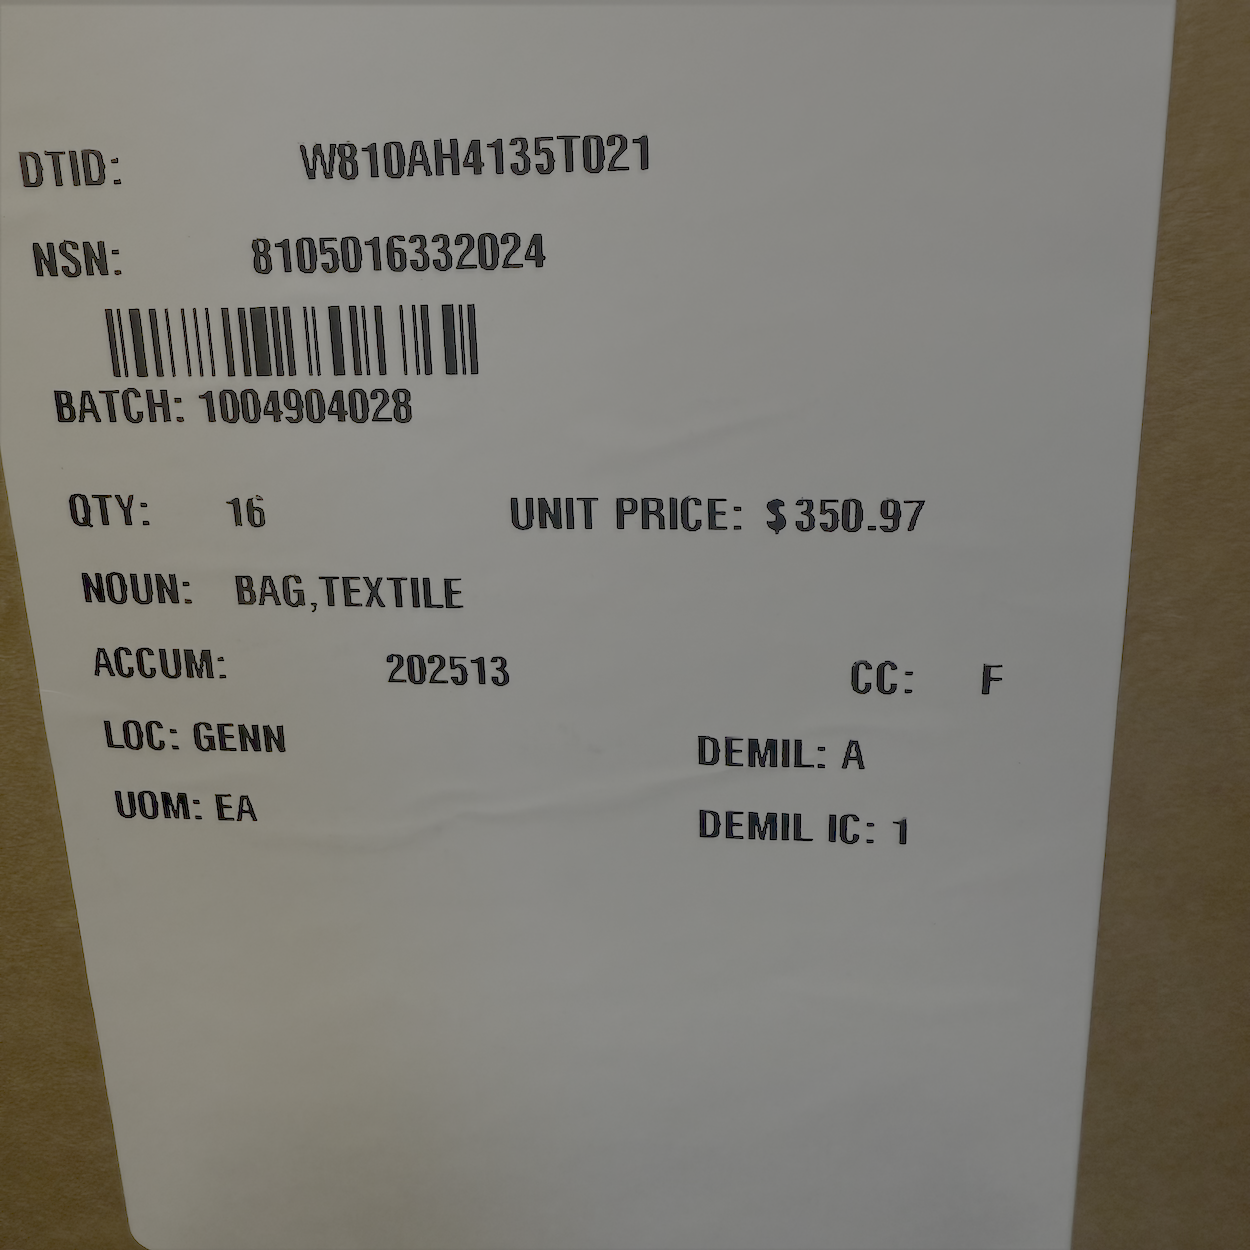 DTID: W810AH4135T021
NSN: 8105016332024
BATCH: 1004904028
QTY: 16 UNIT PRICE: $350.97
NOUN: BAG,TEXTILE
ACCUM: 202513 CC: F
LOC: GENN DEMIL: A
UOM: EA DEMIL IC: 1